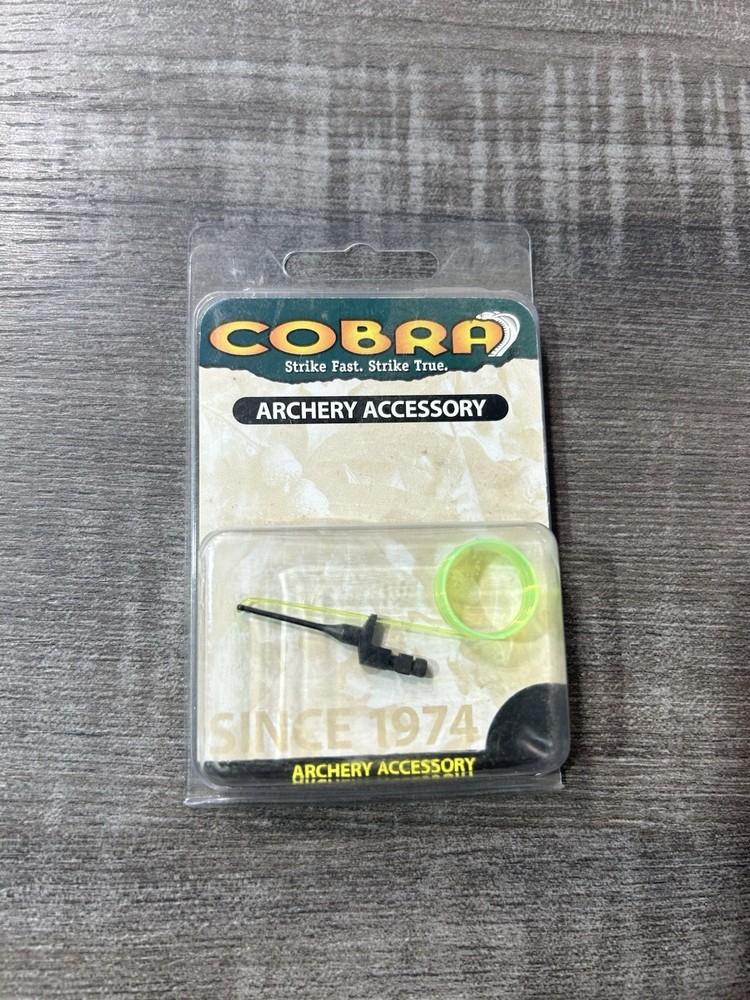 COBRA
Strike Fast. Strike True.
ARCHERY ACCESSORY
SINCE 1974
ARCHERY ACCESSORY